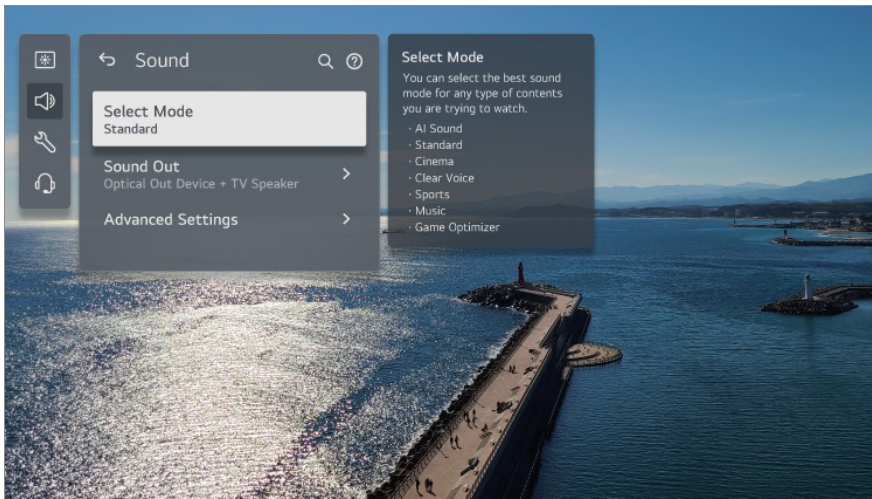 Sound
Select Mode
Standard
Sound Out
Optical Out Device + TV Speaker
Advanced Settings
Select Mode
You can select the best sound
mode for any type of contents
you are trying to watch.
· AI Sound
· Standard
· Cinema
· Clear Voice
· Sports
· Music
· Game Optimizer